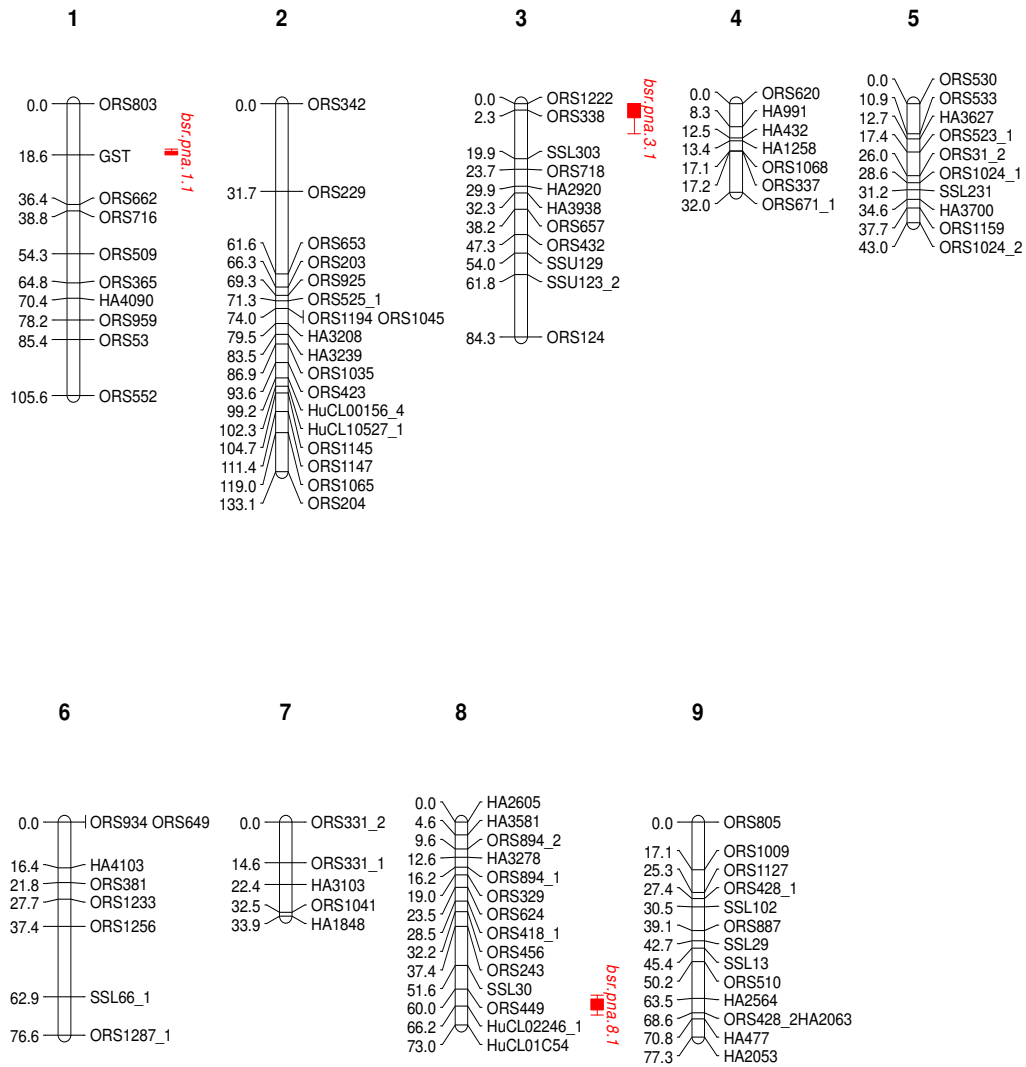 1 2 3 4 5
0.0 ORS803
18.6 GST
36.4 ORS662
38.8 ORS716
54.3 ORS509
64.8 ORS365
70.4 HA4090
78.2 ORS959
85.4 ORS53
105.6 ORS552
bsr.pna.1.1
0.0 ORS342
31.7 ORS229
61.6 ORS653
66.3 ORS203
69.3 ORS925
71.3 ORS525_1
74.0 ORS1194 ORS1045
79.5 HA3208
83.5 HA3239
86.9 ORS1035
93.6 ORS423
99.2 HuCL00156_4
102.3 HuCL10527_1
104.7 ORS1145
111.4 ORS1147
119.0 ORS1065
133.1 ORS204
0.0 ORS1222
2.3 ORS338
19.9 SSL303
23.7 ORS718
29.9 HA2920
32.3 HA3938
38.2 ORS657
47.3 ORS432
54.0 SSU129
61.8 SSU123_2
84.3 ORS124
bsr.pna.3.1
0.0 ORS620
8.3 HA991
12.5 HA432
13.4 HA1258
17.1 ORS1068
17.2 ORS337
32.0 ORS671_1
0.0 ORS530
10.9 ORS533
12.7 HA3627
17.4 ORS523_1
26.0 ORS31_2
28.6 ORS1024_1
31.2 SSL231
34.6 HA3700
37.7 ORS1159
43.0 ORS1024_2
6 7 8 9
0.0 ORS934 ORS649
16.4 HA4103
21.8 ORS381
27.7 ORS1233
37.4 ORS1256
62.9 SSL66_1
76.6 ORS1287_1
0.0 ORS331_2
14.6 ORS331_1
22.4 HA3103
32.5 ORS1041
33.9 HA1848
0.0 HA2605
4.6 HA3581
9.6 ORS894_2
12.6 HA3278
16.2 ORS894_1
19.0 ORS329
23.5 ORS624
28.5 ORS418_1
32.2 ORS456
37.4 ORS243
51.6 SSL30
60.0 ORS449
66.2 HuCL02246_1
73.0 HuCL01C54
bsr.pna.8.1
0.0 ORS805
17.1 ORS1009
25.3 ORS1127
27.4 ORS428_1
30.5 SSL102
39.1 ORS887
42.7 SSL29
45.4 SSL13
50.2 ORS510
63.5 HA2564
68.6 ORS428_2HA2063
70.8 HA477
77.3 HA2053